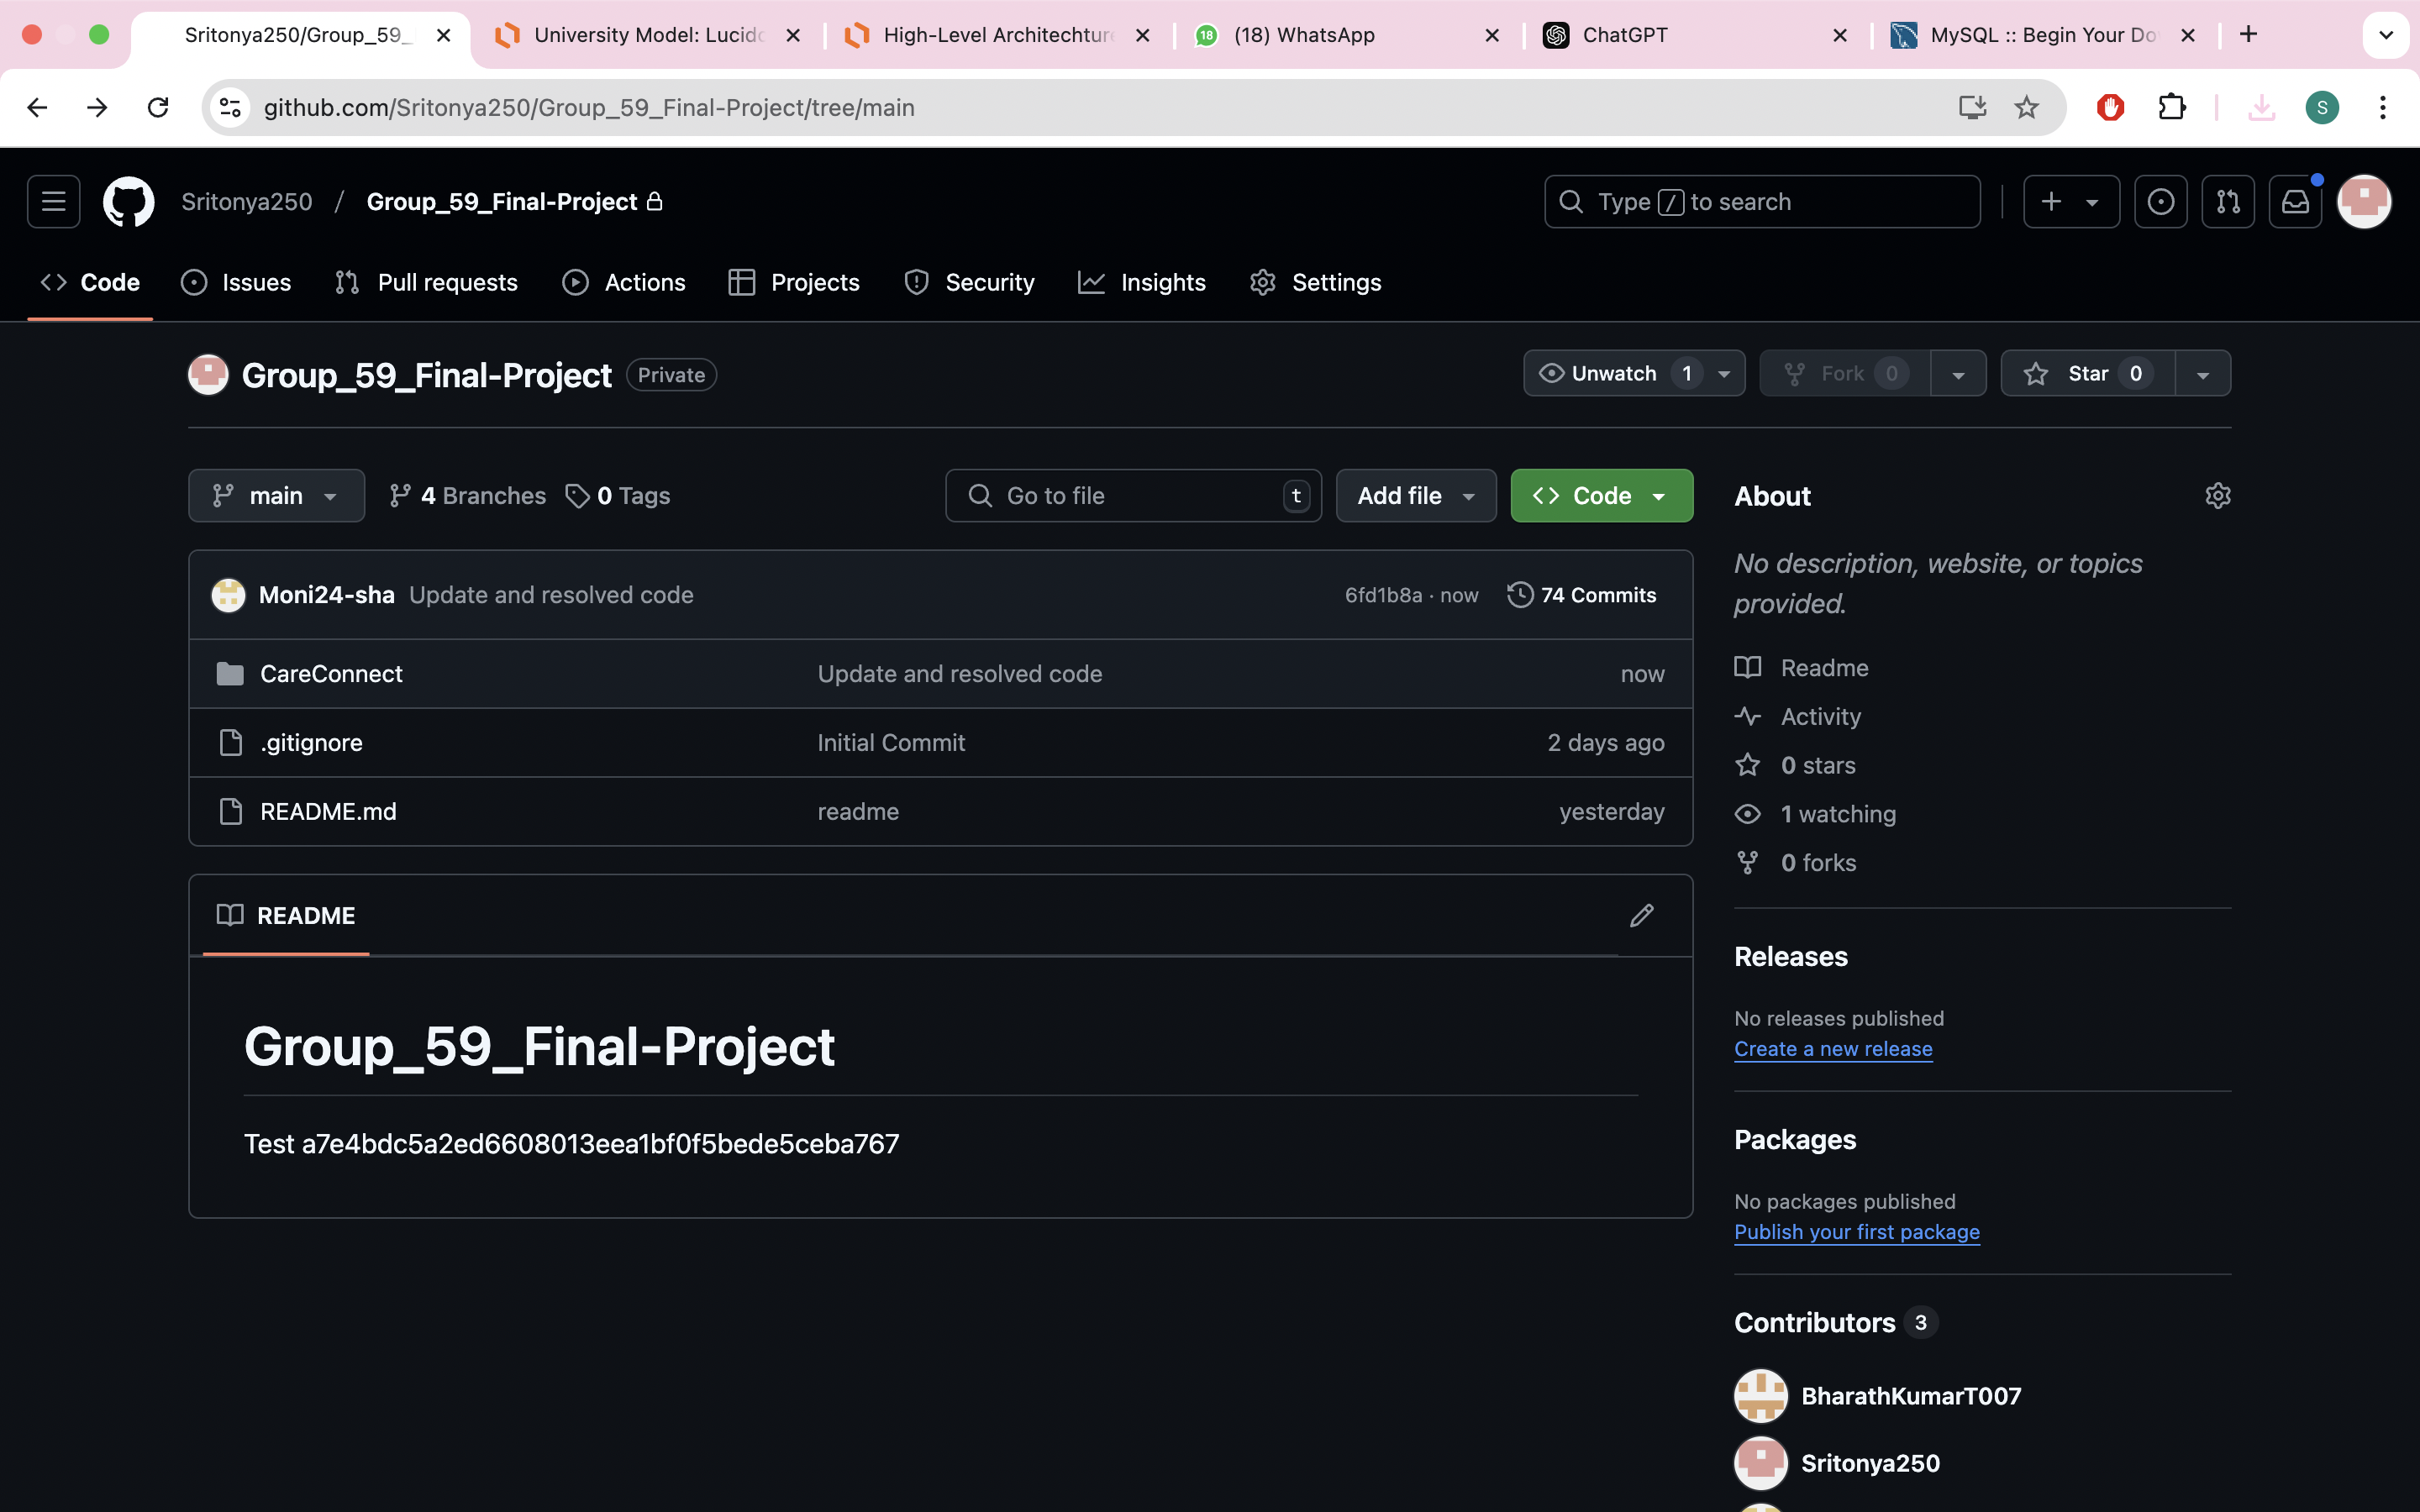 Sritonya250/Group_59_
University Model: Lucid
High-Level Architechtur
18 (18) WhatsApp
ChatGPT
MySQL :: Begin Your Do
github.com/Sritonya250/Group_59_Final-Project/tree/main
S
Sritonya250 / Group_59_Final-Project
Type / to search
Code
Issues
Pull requests
Actions
Projects
Security
Insights
Settings
Group_59_Final-Project Private
Unwatch 1
Fork 0
Star 0
main
4 Branches
0 Tags
Go to file t
Add file
Code
Moni24-sha Update and resolved code 6fd1b8a · now 74 Commits
CareConnect Update and resolved code now
.gitignore Initial Commit 2 days ago
README.md readme yesterday
README
Group_59_Final-Project
Test a7e4bdc5a2ed6608013eea1bf0f5bede5ceba767
About
No description, website, or topics
provided.
Readme
Activity
0 stars
1 watching
0 forks
Releases
No releases published
Create a new release
Packages
No packages published
Publish your first package
Contributors 3
BharathKumarT007
Sritonya250